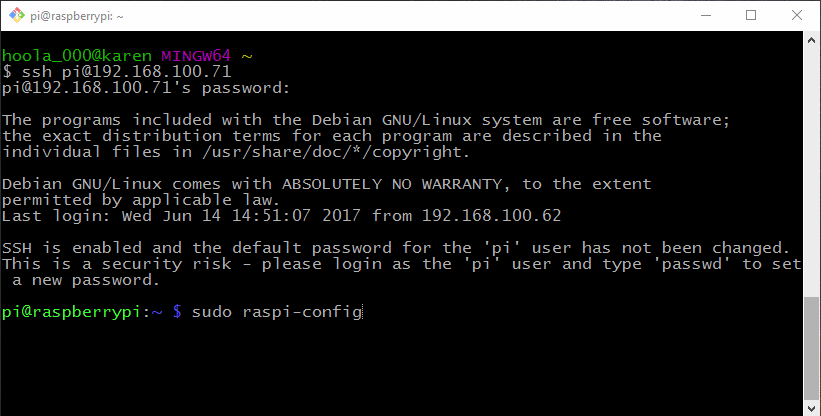 pi@raspberrypi: ~
hoola_000@karen MINGW64 ~
$ ssh pi@192.168.100.71
pi@192.168.100.71's password:
The programs included with the Debian GNU/Linux system are free software;
the exact distribution terms for each program are described in the
individual files in /usr/share/doc/*/copyright.
Debian GNU/Linux comes with ABSOLUTELY NO WARRANTY, to the extent
permitted by applicable law.
Last login: Wed Jun 14 14:51:07 2017 from 192.168.100.62
SSH is enabled and the default password for the 'pi' user has not been changed.
This is a security risk - please login as the 'pi' user and type 'passwd' to set
a new password.
pi@raspberrypi:~ $ sudo raspi-config